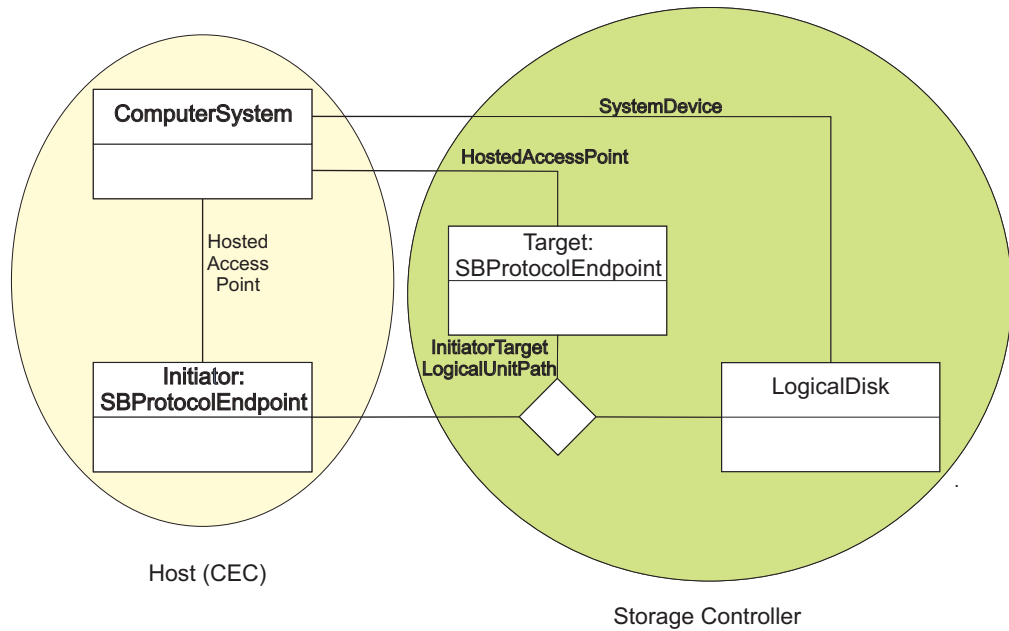 ComputerSystem
SystemDevice
HostedAccessPoint
Hosted
Access
Point
Target:
SBProtocolEndpoint
InitiatorTarget
LogicalUnitPath
Initiator:
SBProtocolEndpoint
LogicalDisk
Host (CEC)
Storage Controller